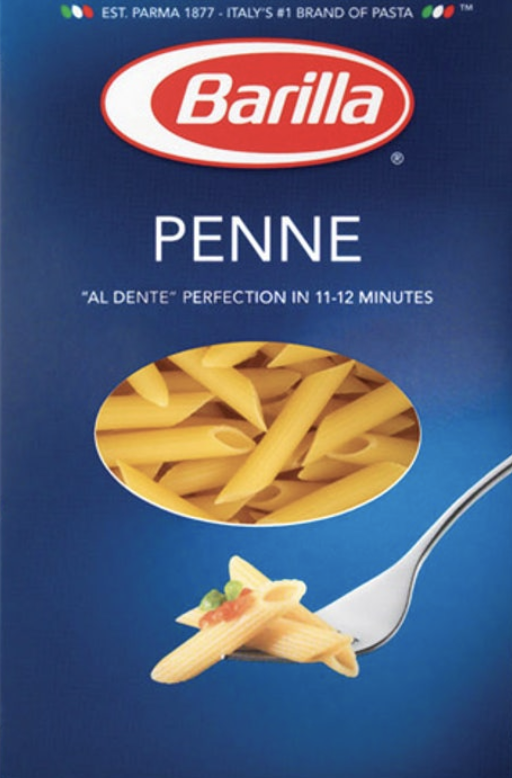 EST. PARMA 1877 - ITALY'S #1 BRAND OF PASTA ™
Barilla
®
PENNE
"AL DENTE" PERFECTION IN 11-12 MINUTES